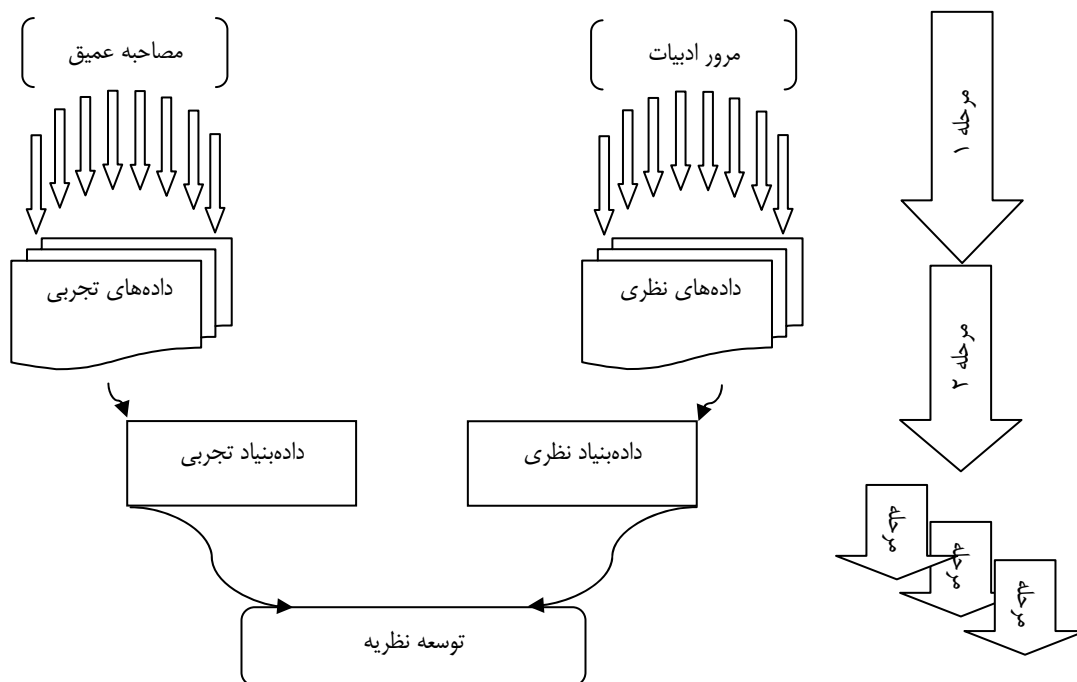 مرور ادبیات
مصاحبه عمیق
مرحله ۱
داده‌های نظری
داده‌های تجربی
مرحله ۲
داده‌بنیاد نظری
داده‌بنیاد تجربی
مرحله
مرحله
مرحله
توسعه نظریه